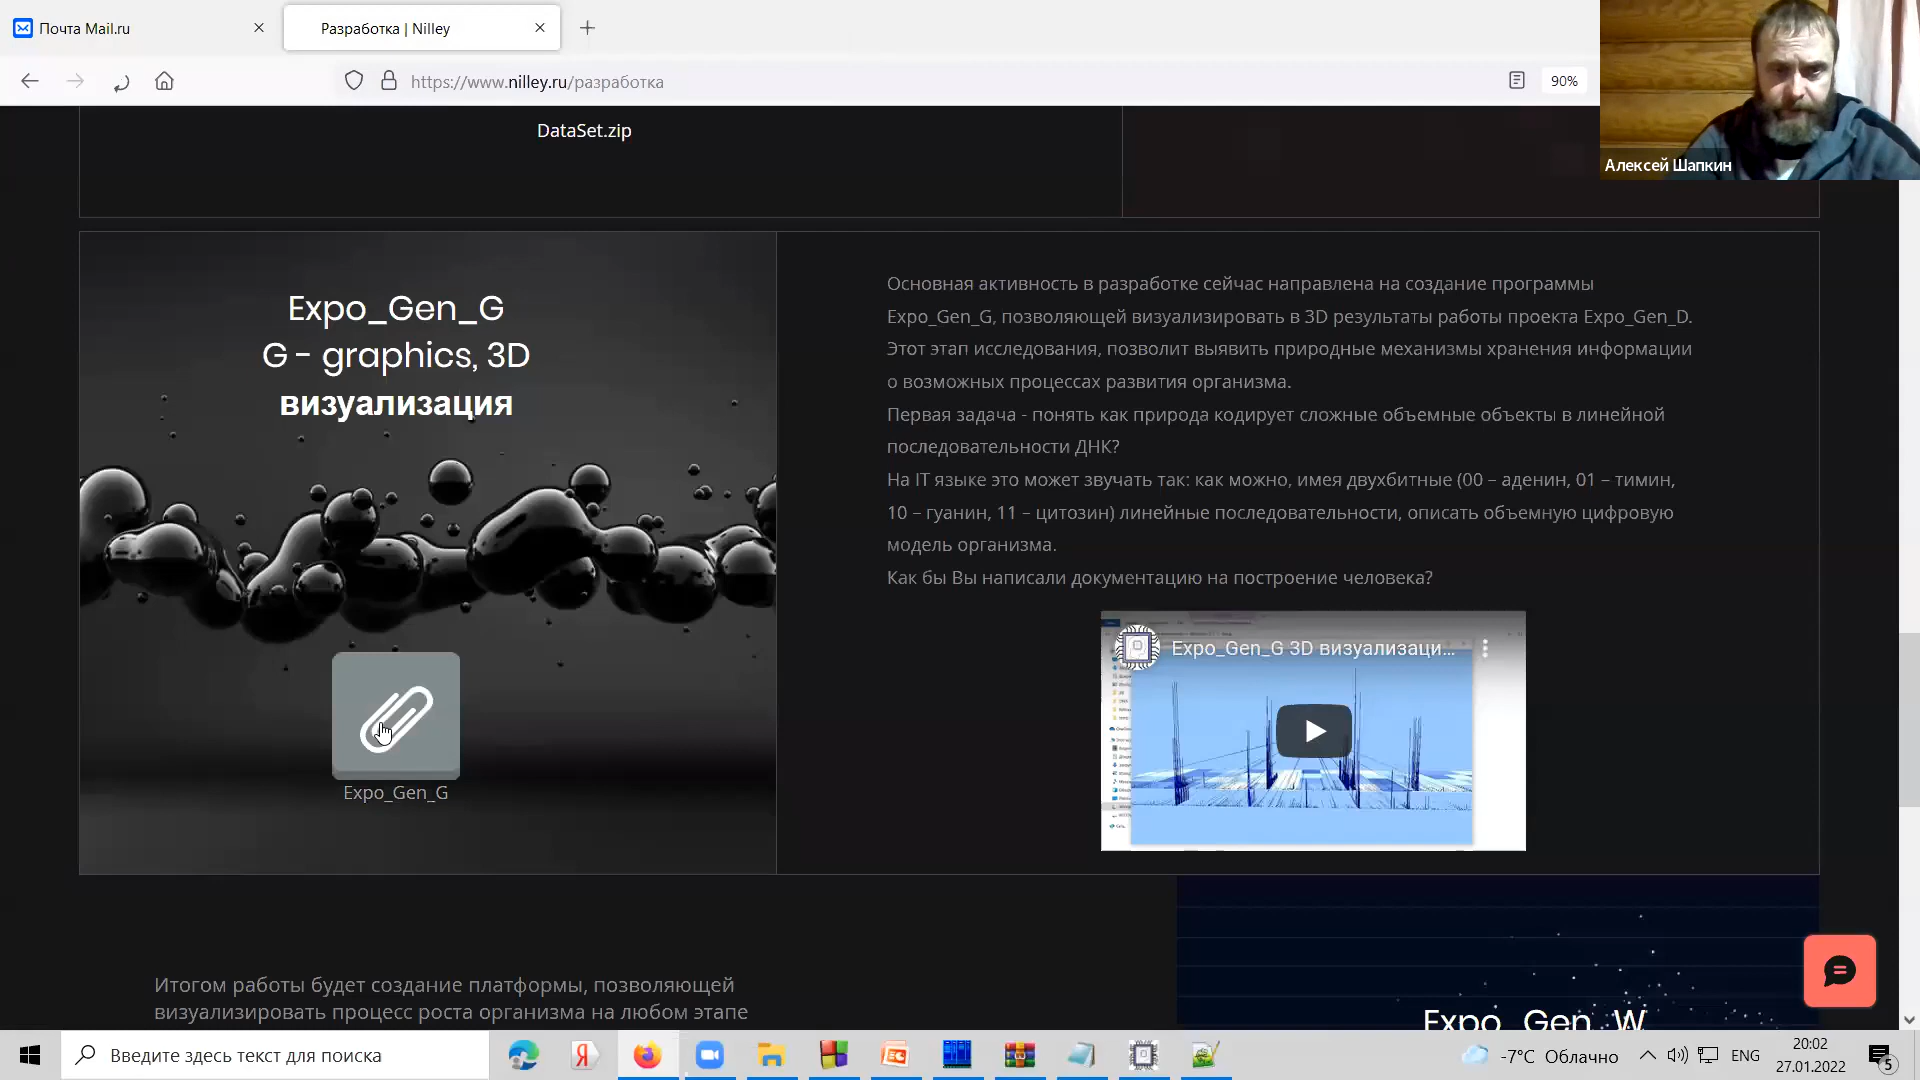 Почта Mail.ru
Разработка | Nilley
https://www.nilley.ru/разработка
90%
Алексей Шапкин
DataSet.zip
Expo_Gen_G
G - graphics, 3D
визуализация
Expo_Gen_G
Основная активность в разработке сейчас направлена на создание программы
Expo_Gen_G, позволяющей визуализировать в 3D результаты работы проекта Expo_Gen_D.
Этот этап исследования, позволит выявить природные механизмы хранения информации
о возможных процессах развития организма.
Первая задача - понять как природа кодирует сложные объемные объекты в линейной
последовательности ДНК?
На IT языке это может звучать так: как можно, имея двухбитные (00 – аденин, 01 – тимин,
10 – гуанин, 11 – цитозин) линейные последовательности, описать объемную цифровую
модель организма.
Как бы Вы написали документацию на построение человека?
Expo_Gen_G 3D визуализаци...
Итогом работы будет создание платформы, позволяющей
визуализировать процесс роста организма на любом этапе
Expo_Gen_W
Введите здесь текст для поиска
-7°C Облачно
ENG
20:02
27.01.2022
5